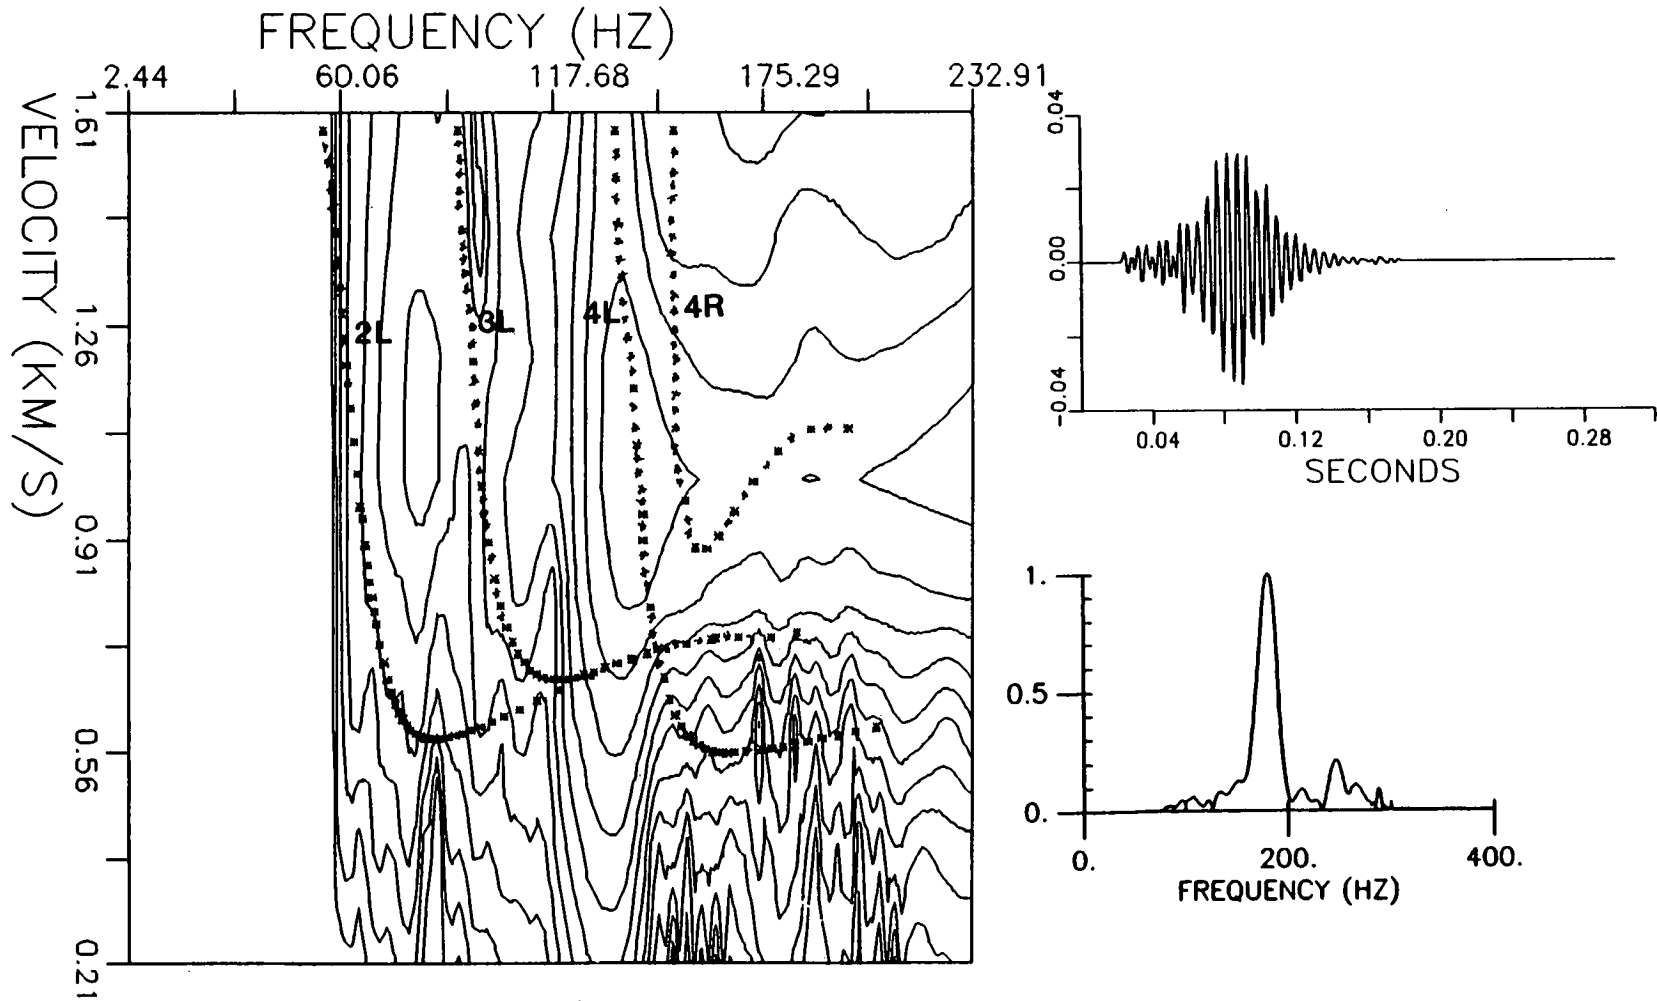 FREQUENCY (HZ)
2.44 60.06 117.68 175.29 232.91
VELOCITY (KM/S)
1.61
1.26
0.91
0.56
0.21
2L
3L
4L
4R
0.04
0.00
-0.04
0.04 0.12 0.20 0.28
SECONDS
1.
0.5
0.
0. 200. 400.
FREQUENCY (HZ)